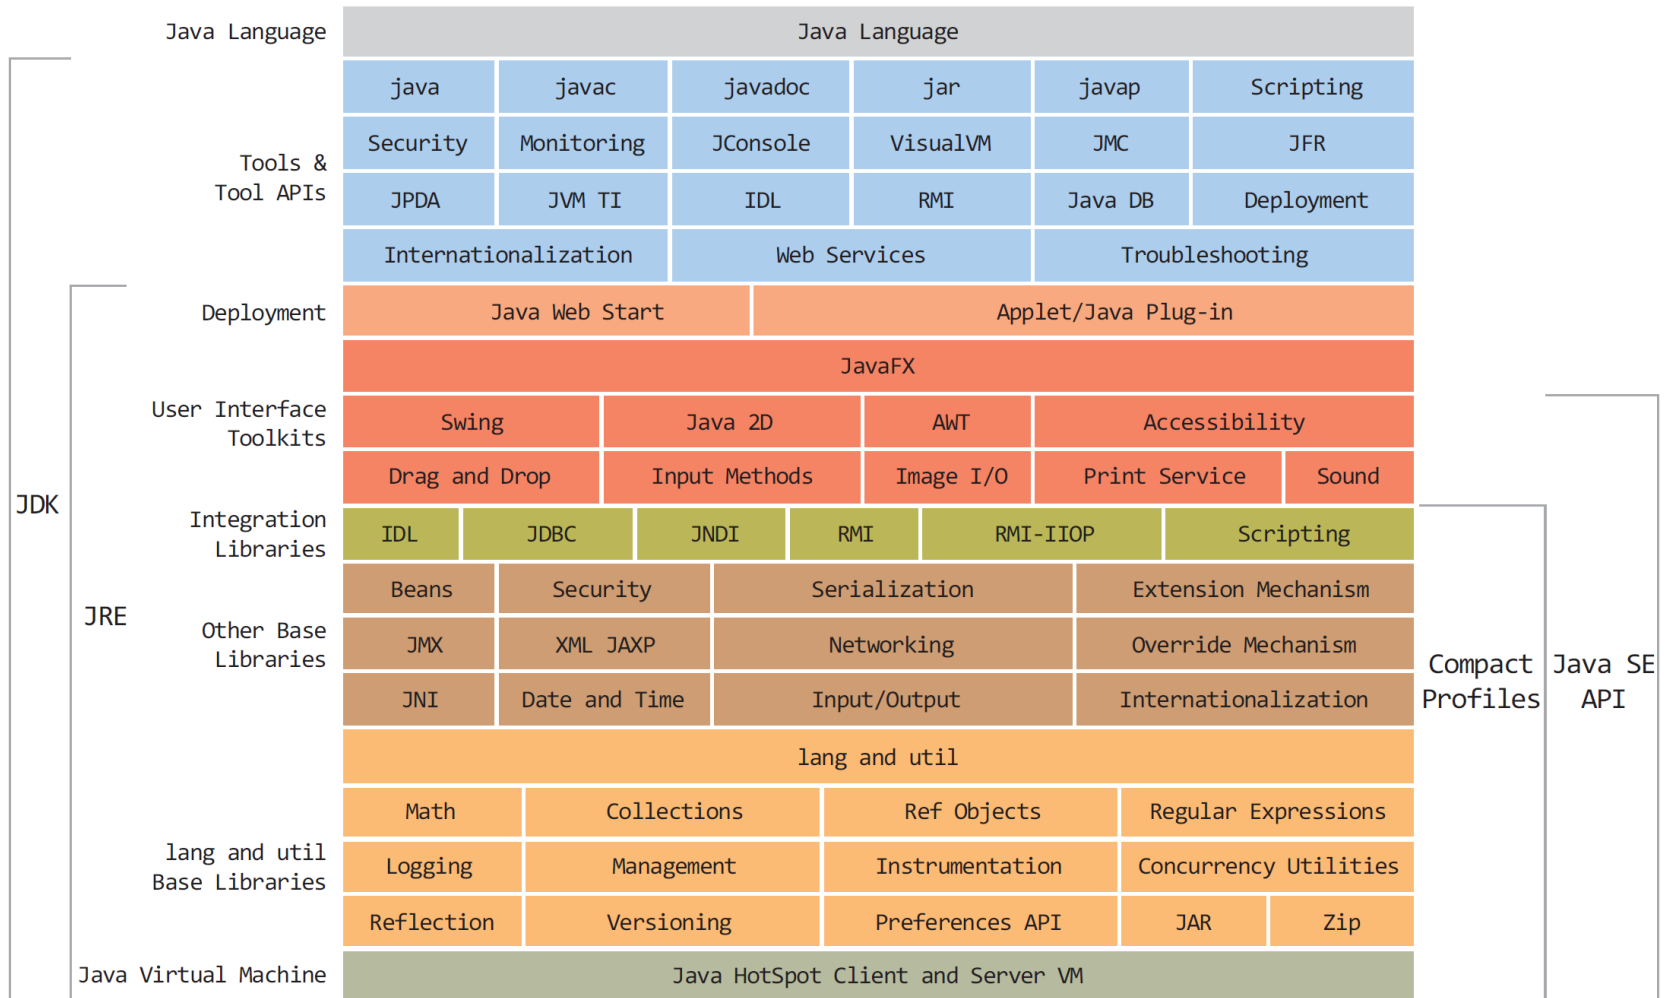 Java Language
Java Language
java javac javadoc jar javap Scripting
Security Monitoring JConsole VisualVM JMC JFR
Tools &
Tool APIs
JPDA JVM TI IDL RMI Java DB Deployment
Internationalization Web Services Troubleshooting
Deployment
Java Web Start Applet/Java Plug-in
JavaFX
User Interface
Toolkits
Swing Java 2D AWT Accessibility
Drag and Drop Input Methods Image I/O Print Service Sound
JDK
Integration
Libraries
IDL JDBC JNDI RMI RMI-IIOP Scripting
Beans Security Serialization Extension Mechanism
JRE
Other Base
Libraries
JMX XML JAXP Networking Override Mechanism
Compact
Profiles
Java SE
API
JNI Date and Time Input/Output Internationalization
lang and util
Math Collections Ref Objects Regular Expressions
lang and util
Base Libraries
Logging Management Instrumentation Concurrency Utilities
Reflection Versioning Preferences API JAR Zip
Java Virtual Machine
Java HotSpot Client and Server VM